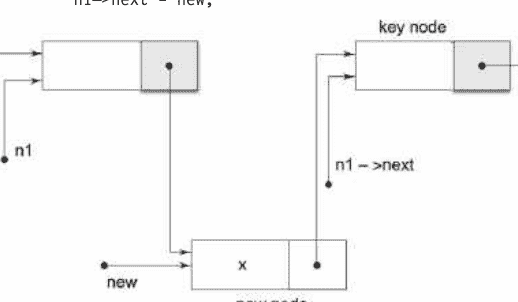 n1–>next = new;
key node
n1
n1 – >next
x
new
new node